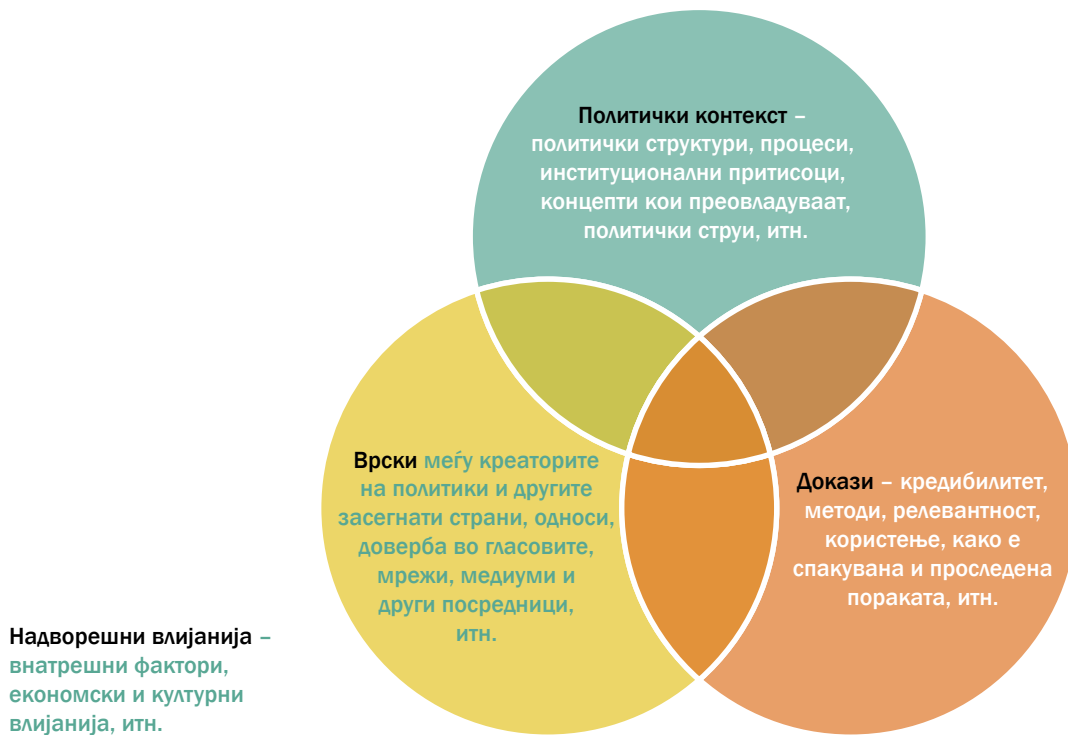 Политички контекст –
политички структури, процеси,
институционални притисоци,
концепти кои преовладуваат,
политички струи, итн.
Врски меѓу креаторите
на политики и другите
засегнати страни, односи,
доверба во гласовите,
мрежи, медиуми и
други посредници,
итн.
Докази – кредибилитет,
методи, релевантност,
користење, како е
спакувана и проследена
пораката, итн.
Надворешни влијанија –
внатрешни фактори,
економски и културни
влијанија, итн.